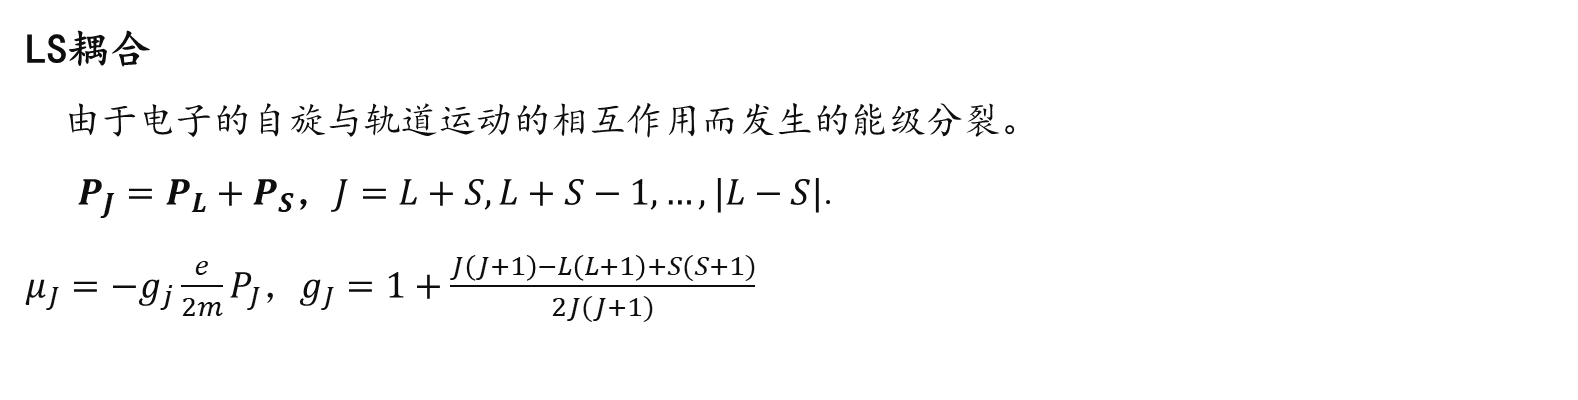 LS耦合
由于电子的自旋与轨道运动的相互作用而发生的能级分裂。
𝑷_𝑱 = 𝑷_𝑳 + 𝑷_𝑺, J = L + S, L + S − 1, …, |L − S|.
μ_J = −g_j \frac{e}{2m} P_J, g_J = 1 + \frac{J(J+1)−L(L+1)+S(S+1)}{2J(J+1)}